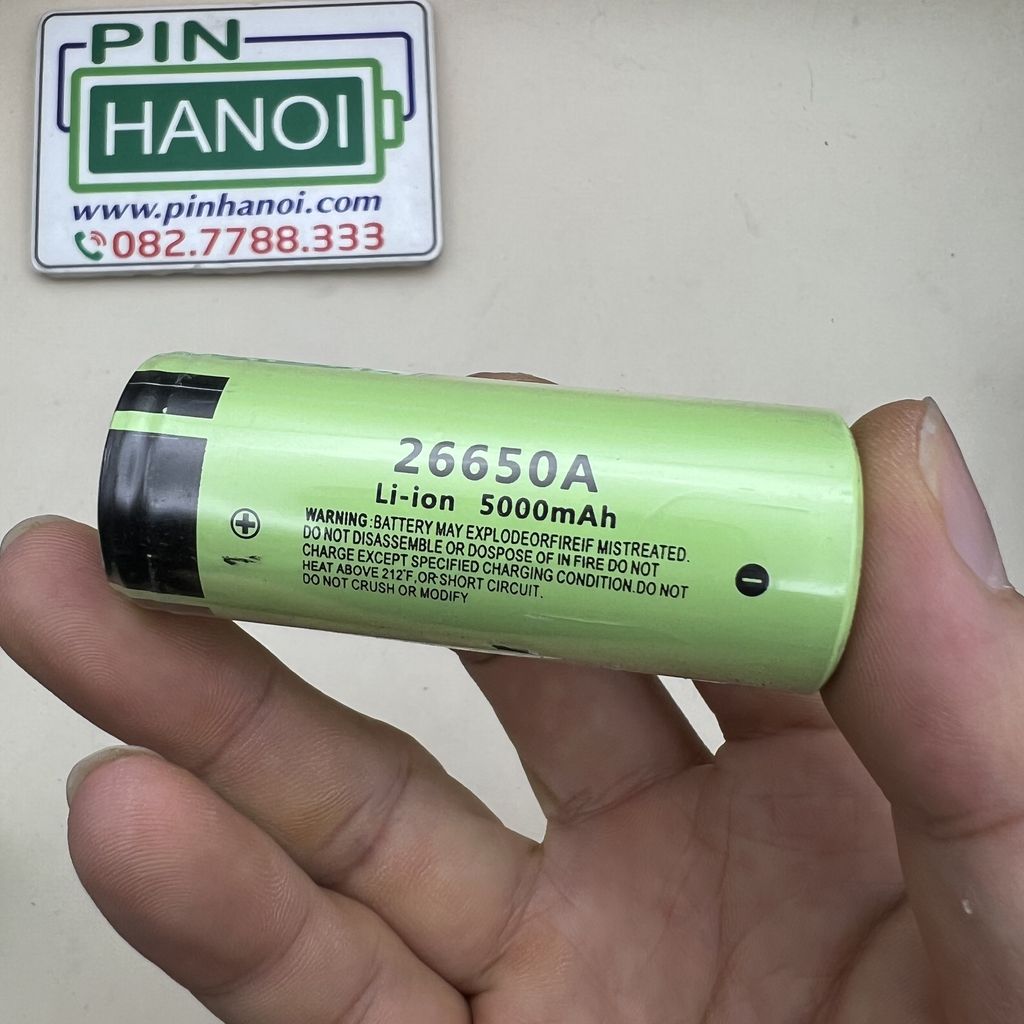 PIN
HANOI
www.pinhanoi.com
082.7788.333
26650A
Li-ion 5000mAh
WARNING:BATTERY MAY EXPLODEORFIREIF MISTREATED.
DO NOT DISASSEMBLE OR DOSPOSE OF IN FIRE DO NOT
CHARGE EXCEPT SPECIFIED CHARGING CONDITION.DO NOT
HEAT ABOVE 212°F,OR SHORT CIRCUIT.
DO NOT CRUSH OR MODIFY